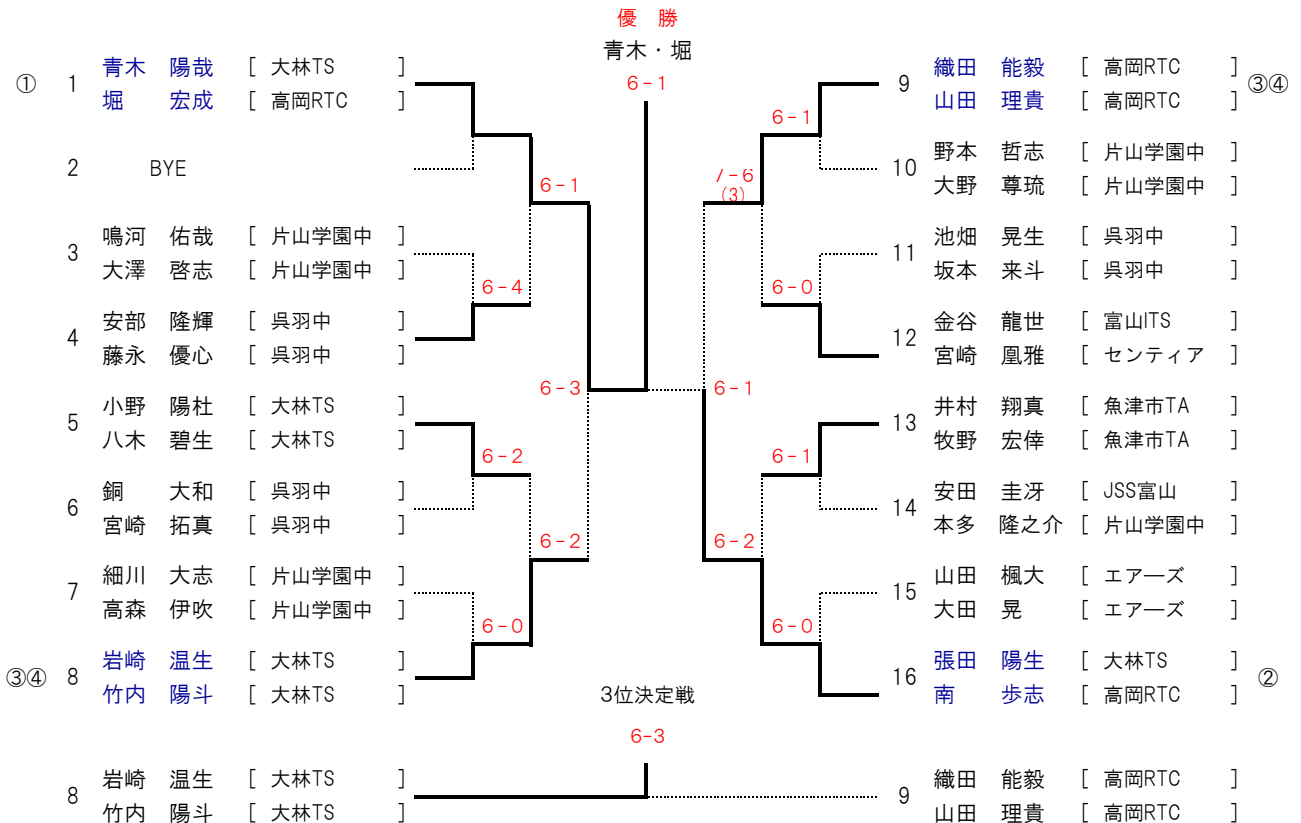 優 勝
青木・堀
6-1
① 1 青木 陽哉 [ 大林TS ]
堀 宏成 [ 高岡RTC ]
2 BYE
6-1
3 鳴河 佑哉 [ 片山学園中 ]
大澤 啓志 [ 片山学園中 ]
6-4
4 安部 隆輝 [ 呉羽中 ]
藤永 優心 [ 呉羽中 ]
6-3
5 小野 陽杜 [ 大林TS ]
八木 碧生 [ 大林TS ]
6-2
6 銅 大和 [ 呉羽中 ]
宮崎 拓真 [ 呉羽中 ]
6-2
7 細川 大志 [ 片山学園中 ]
高森 伊吹 [ 片山学園中 ]
6-0
③④ 8 岩崎 温生 [ 大林TS ]
竹内 陽斗 [ 大林TS ]
9 織田 能毅 [ 高岡RTC ] ③④
山田 理貴 [ 高岡RTC ]
6-1
10 野本 哲志 [ 片山学園中 ]
大野 尊琉 [ 片山学園中 ]
7-6
(3)
11 池畑 晃生 [ 呉羽中 ]
坂本 来斗 [ 呉羽中 ]
6-0
12 金谷 龍世 [ 富山ITS ]
宮崎 凰雅 [ センティア ]
6-1
13 井村 翔真 [ 魚津市TA ]
牧野 宏倖 [ 魚津市TA ]
6-1
14 安田 圭冴 [ JSS富山 ]
本多 隆之介 [ 片山学園中 ]
6-2
15 山田 楓大 [ エアーズ ]
大田 晃 [ エアーズ ]
6-0
16 張田 陽生 [ 大林TS ] ②
南 歩志 [ 高岡RTC ]
3位決定戦
6-3
8 岩崎 温生 [ 大林TS ]
竹内 陽斗 [ 大林TS ]
9 織田 能毅 [ 高岡RTC ]
山田 理貴 [ 高岡RTC ]